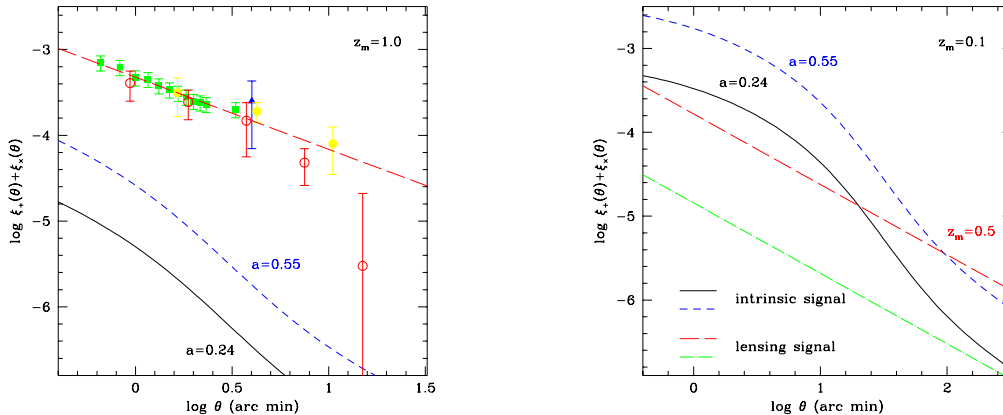 z_m=1.0
-3
-4
-5
-6
log ξ₊(θ)+ξₓ(θ)
a=0.55
a=0.24
0 0.5 1 1.5
log θ (arc min)
z_m=0.1
-3
-4
-5
-6
log ξ₊(θ)+ξₓ(θ)
a=0.55
a=0.24
z_m=0.5
intrinsic signal
lensing signal
0 1 2
log θ (arc min)